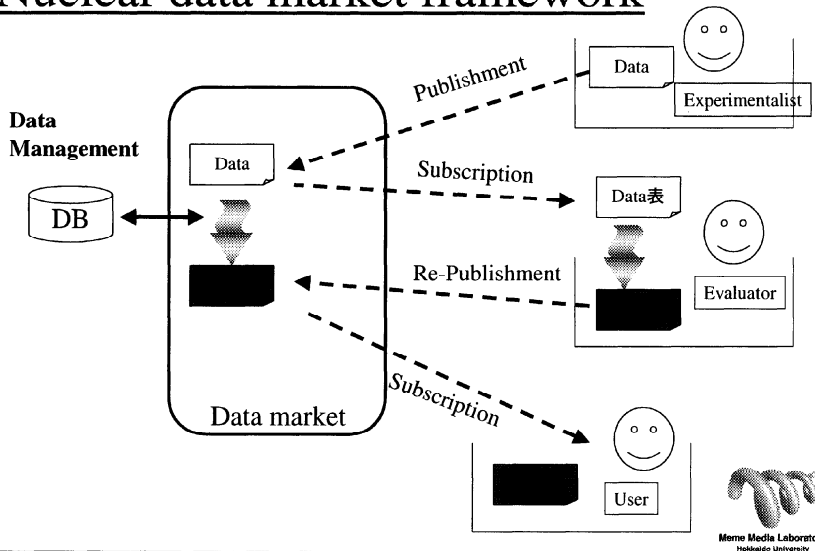 Nuclear data market framework
Publishment
Data
Experimentalist
Data
Management
Data
Subscription
Data表
DB
Re-Publishment
Evaluator
Subscription
Data market
User
Meme Media Laborato
Hokkaido University